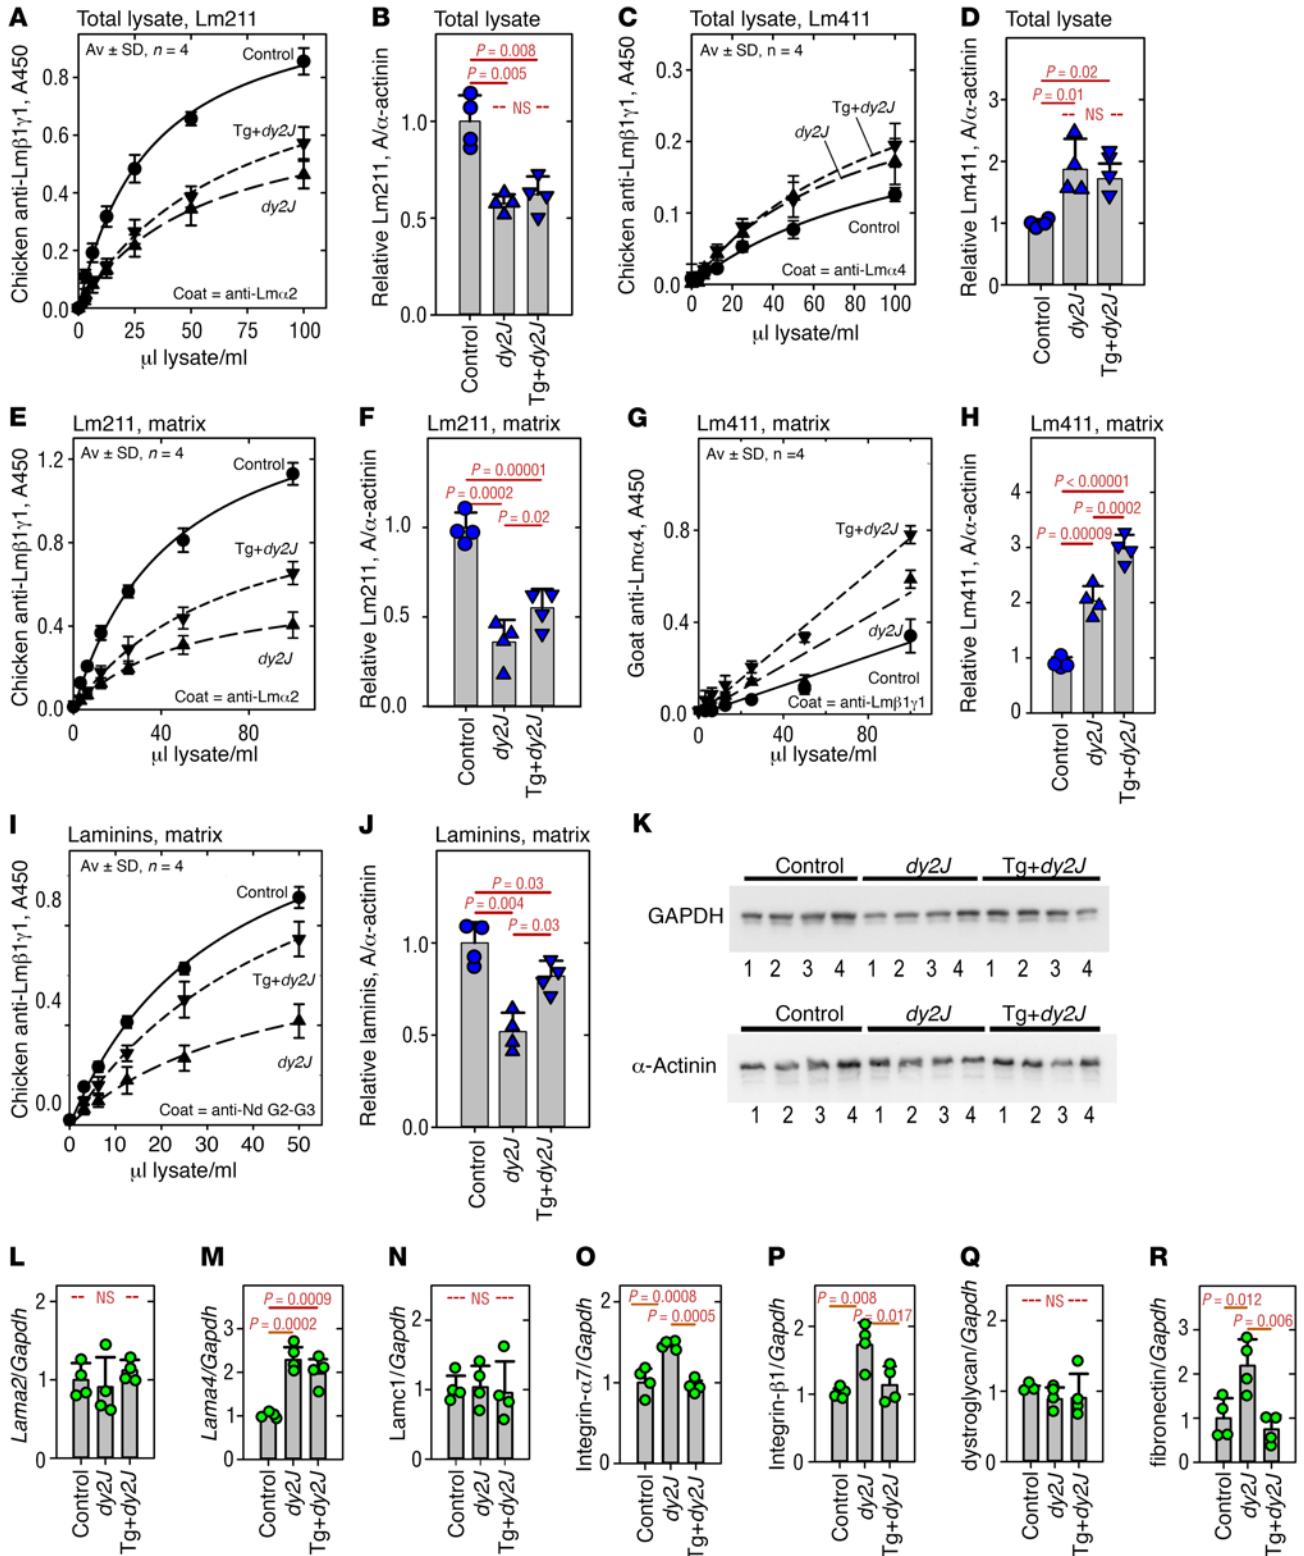 A Total lysate, Lm211
Av ± SD, n = 4
Control
Tg+dy2J
dy2J
Coat = anti-Lmα2
Chicken anti-Lmβ1γ1, A450
0.8
0.6
0.4
0.2
0.0
0 25 50 75 100
µl lysate/ml
B Total lysate
P = 0.008
P = 0.005
-- NS --
Relative Lm211, A/α-actinin
1.0
0.5
0.0
Control
dy2J
Tg+dy2J
C Total lysate, Lm411
Av ± SD, n = 4
Tg+dy2J
dy2J
Control
Coat = anti-Lmα4
Chicken anti-Lmβ1γ1, A450
0.3
0.2
0.1
0.0
0 20 40 60 80 100
µl lysate/ml
D Total lysate
P = 0.02
P = 0.01
-- NS --
Relative Lm411, A/α-actinin
3
2
1
0
Control
dy2J
Tg+dy2J
E Lm211, matrix
Av ± SD, n = 4
Control
Tg+dy2J
dy2J
Coat = anti-Lmα2
Chicken anti-Lmβ1γ1, A450
1.2
0.8
0.4
0.0
0 40 80
µl lysate/ml
F Lm211, matrix
P = 0.00001
P = 0.0002
P = 0.02
Relative Lm211, A/α-actinin
1.0
0.5
0.0
Control
dy2J
Tg+dy2J
G Lm411, matrix
Av ± SD, n =4
Tg+dy2J
dy2J
Control
Coat = anti-Lmβ1γ1
Goat anti-Lmα4, A450
0.8
0.4
0.0
0 40 80
µl lysate/ml
H Lm411, matrix
P < 0.00001
P = 0.0002
P = 0.00009
Relative Lm411, A/α-actinin
4
3
2
1
0
Control
dy2J
Tg+dy2J
I Laminins, matrix
Av ± SD, n = 4
Control
Tg+dy2J
dy2J
Coat = anti-Nd G2-G3
Chicken anti-Lmβ1γ1, A450
0.8
0.4
0.0
0 10 20 30 40 50
µl lysate/ml
J Laminins, matrix
P = 0.03
P = 0.004
P = 0.03
Relative laminis, A/α-actinin
1.0
0.5
0.0
Control
dy2J
Tg+dy2J
K
Control dy2J Tg+dy2J
GAPDH
1 2 3 4 1 2 3 4 1 2 3 4
Control dy2J Tg+dy2J
α-Actinin
1 2 3 4 1 2 3 4 1 2 3 4
L
-- NS --
Lama2/Gapdh
2
1
0
Control
dy2J
Tg+dy2J
M
P = 0.0009
P = 0.0002
Lama4/Gapdh
3
2
1
0
Control
dy2J
Tg+dy2J
N
--- NS ---
Lamc1/Gapdh
2
1
0
Control
dy2J
Tg+dy2J
O
P = 0.0008
P = 0.0005
Integrin-α7/Gapdh
2
1
0
Control
dy2J
Tg+dy2J
P
P = 0.008
P = 0.017
Integrin-β1/Gapdh
2
1
0
Control
dy2J
Tg+dy2J
Q
--- NS ---
dystroglycan/Gapdh
2
1
0
Control
dy2J
Tg+dy2J
R
P = 0.012
P = 0.006
fibronectin/Gapdh
3
2
1
0
Control
dy2J
Tg+dy2J